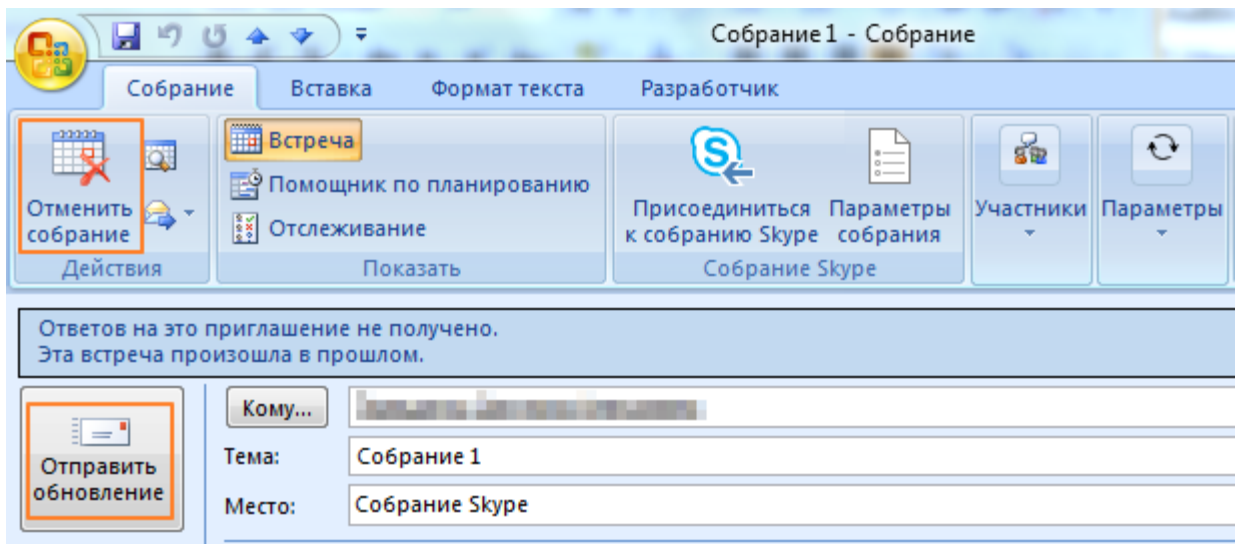 Собрание 1 - Собрание
Собрание Вставка Формат текста Разработчик
Отменить собрание
Действия
Встреча
Помощник по планированию
Отслеживание
Показать
Присоединиться к собранию Skype
Параметры собрания
Собрание Skype
Участники
Параметры
Ответов на это приглашение не получено.
Эта встреча произошла в прошлом.
Отправить обновление
Кому...
Тема: Собрание 1
Место: Собрание Skype